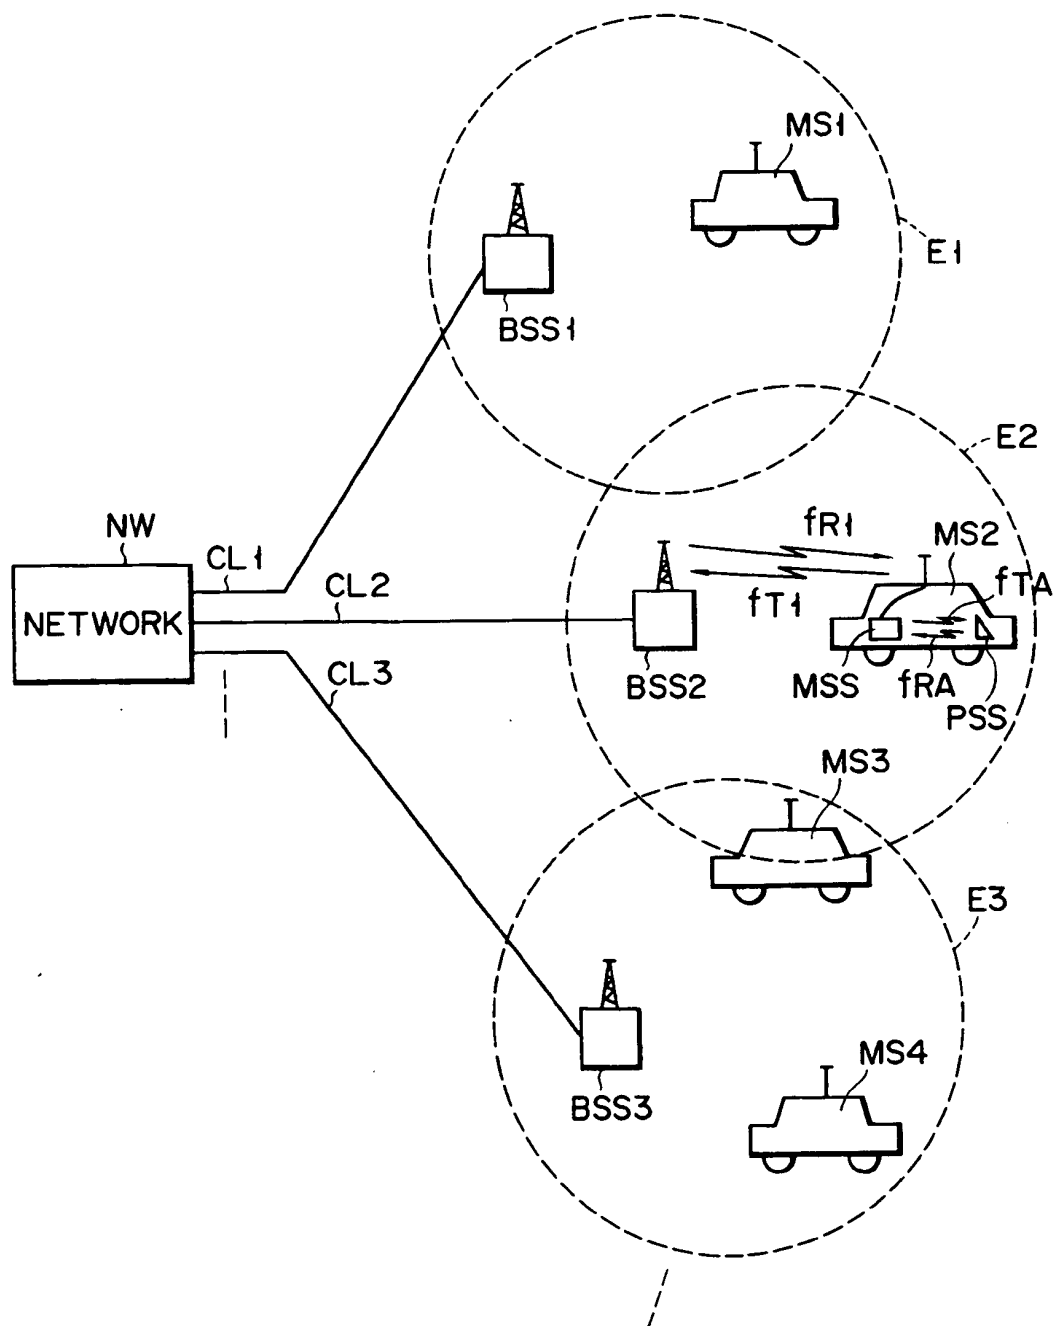 MS1
E1
BSS1
E2
NW
fR1
MS2
CL1
CL2
fT1
fTA
NETWORK
CL3
BSS2
MSS
fRA
PSS
MS3
E3
MS4
BSS3